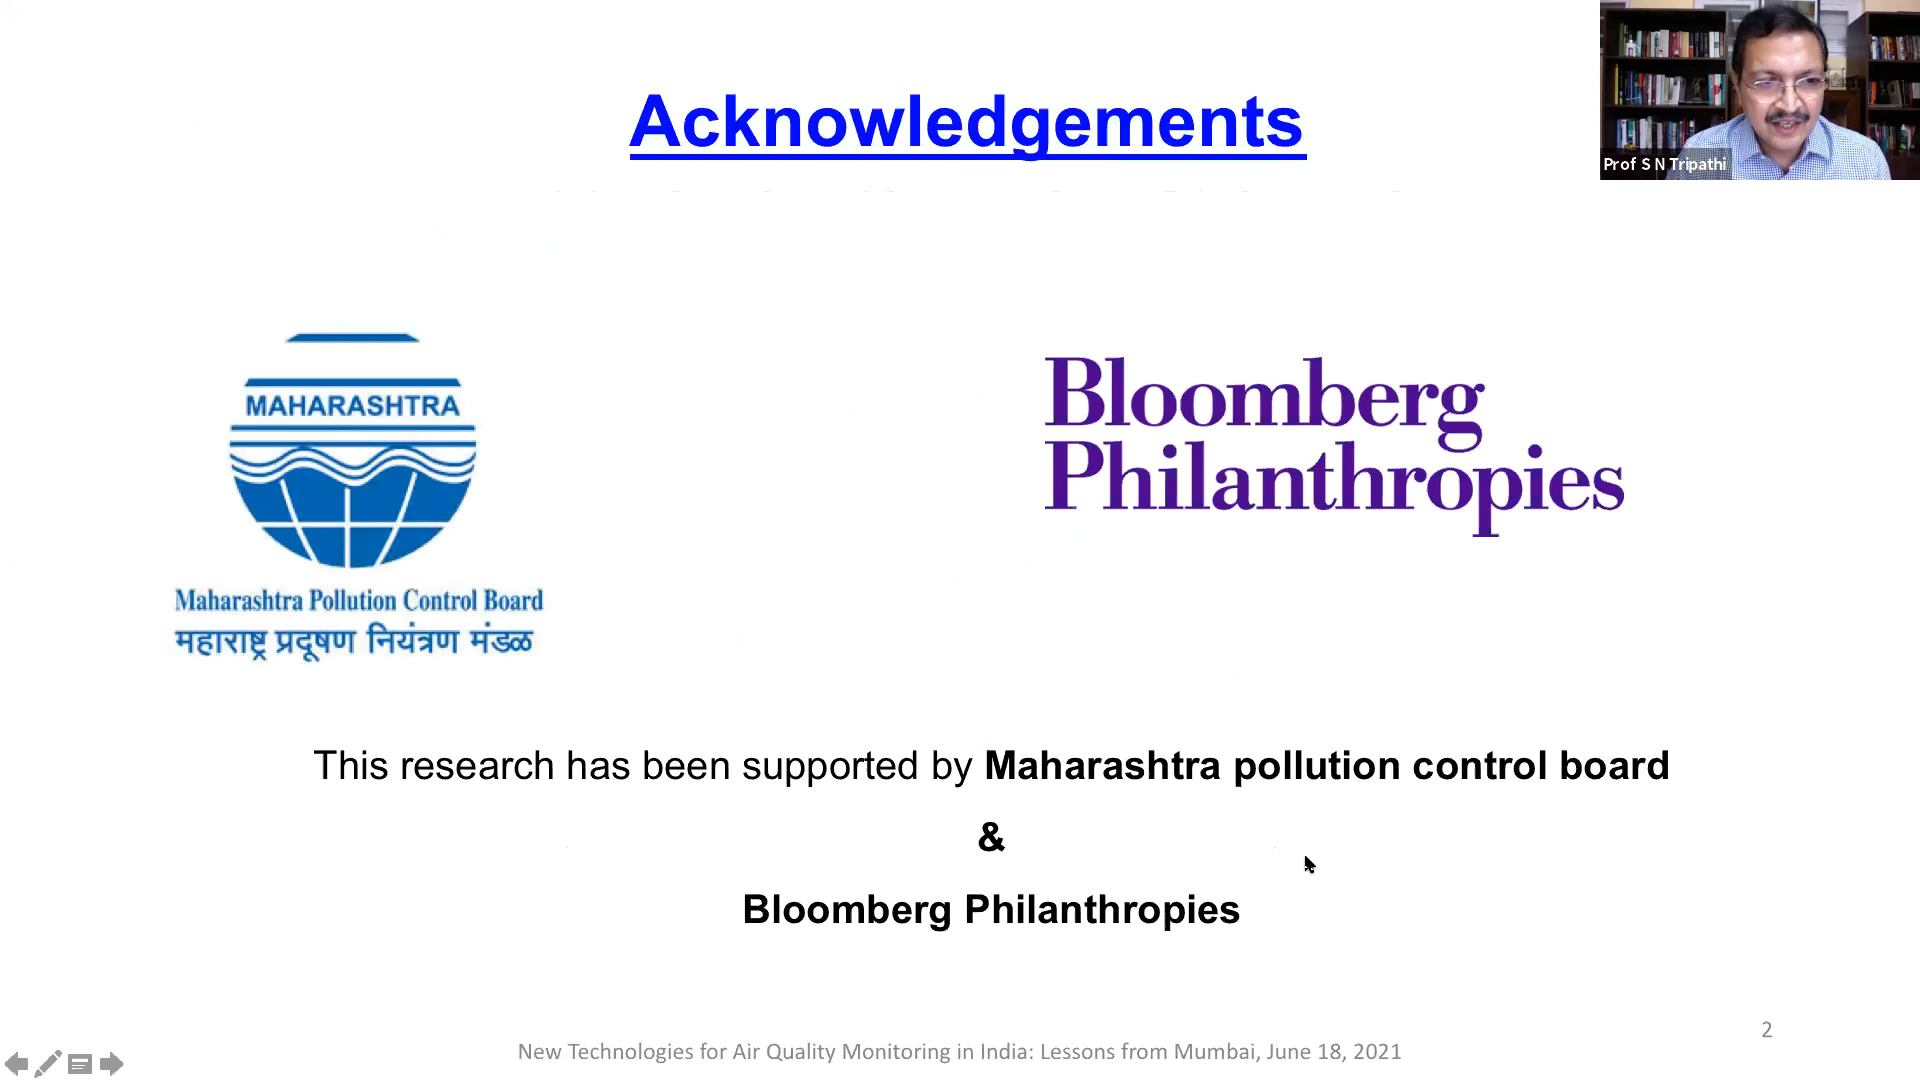 Acknowledgements
Prof S N Tripathi
MAHARASHTRA
Maharashtra Pollution Control Board
महाराष्ट्र प्रदूषण नियंत्रण मंडळ
Bloomberg
Philanthropies
This research has been supported by Maharashtra pollution control board
&
Bloomberg Philanthropies
2
New Technologies for Air Quality Monitoring in India: Lessons from Mumbai, June 18, 2021